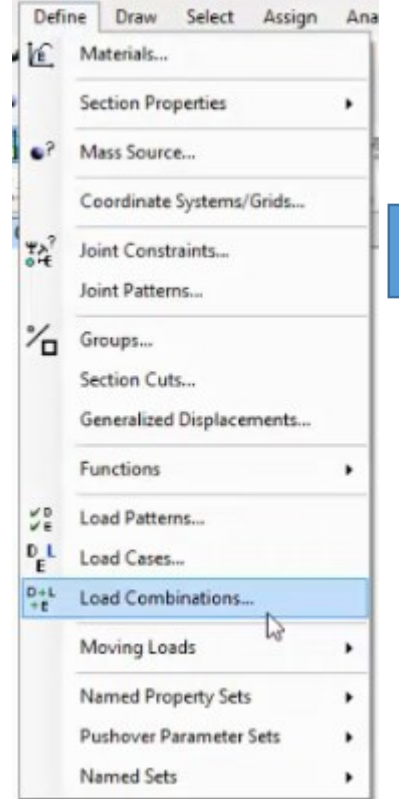 Define Draw Select Assign Ana
Materials...
Section Properties
Mass Source...
Coordinate Systems/Grids...
Joint Constraints...
Joint Patterns...
Groups...
Section Cuts...
Generalized Displacements...
Functions
D
E
Load Patterns...
D L
E
Load Cases...
D+L
+E
Load Combinations...
Moving Loads
Named Property Sets
Pushover Parameter Sets
Named Sets